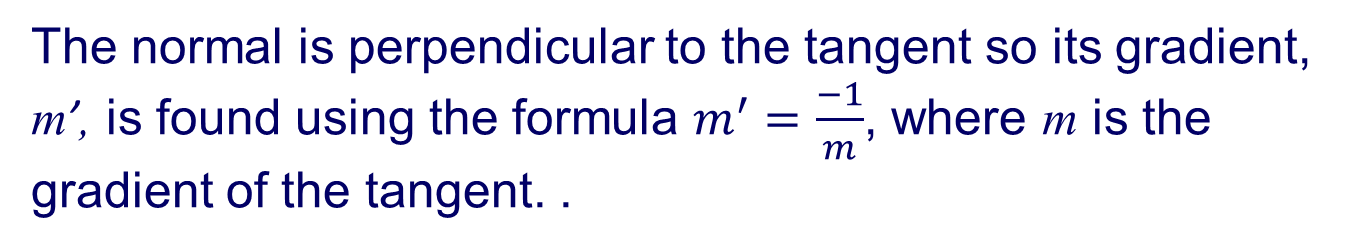 The normal is perpendicular to the tangent so its gradient,
m′, is found using the formula m′ = −1/m, where m is the
gradient of the tangent. .